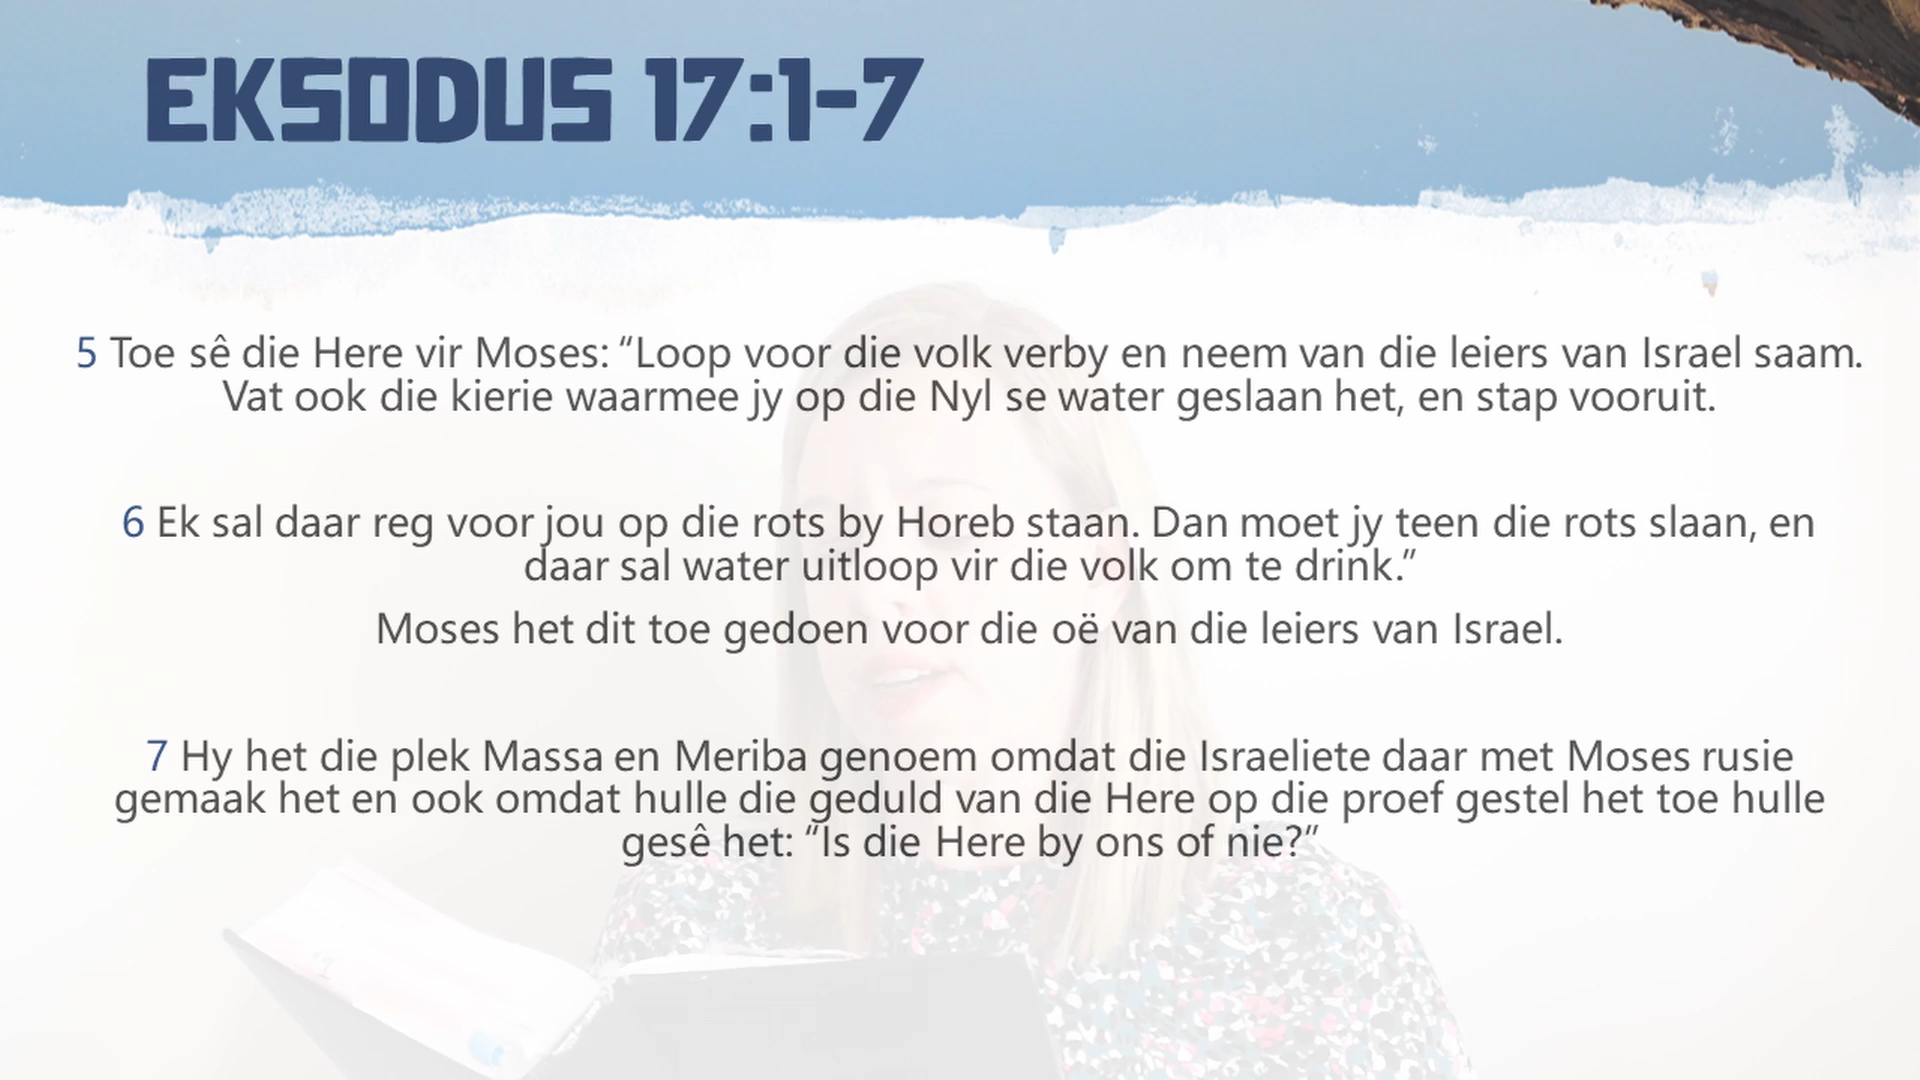 EKSODUS 17:1-7
5 Toe sê die Here vir Moses: “Loop voor die volk verby en neem van die leiers van Israel saam.
Vat ook die kierie waarmee jy op die Nyl se water geslaan het, en stap vooruit.
6 Ek sal daar reg voor jou op die rots by Horeb staan. Dan moet jy teen die rots slaan, en
daar sal water uitloop vir die volk om te drink.”
Moses het dit toe gedoen voor die oë van die leiers van Israel.
7 Hy het die plek Massa en Meriba genoem omdat die Israeliete daar met Moses rusie
gemaak het en ook omdat hulle die geduld van die Here op die proef gestel het toe hulle
gesê het: “Is die Here by ons of nie?”